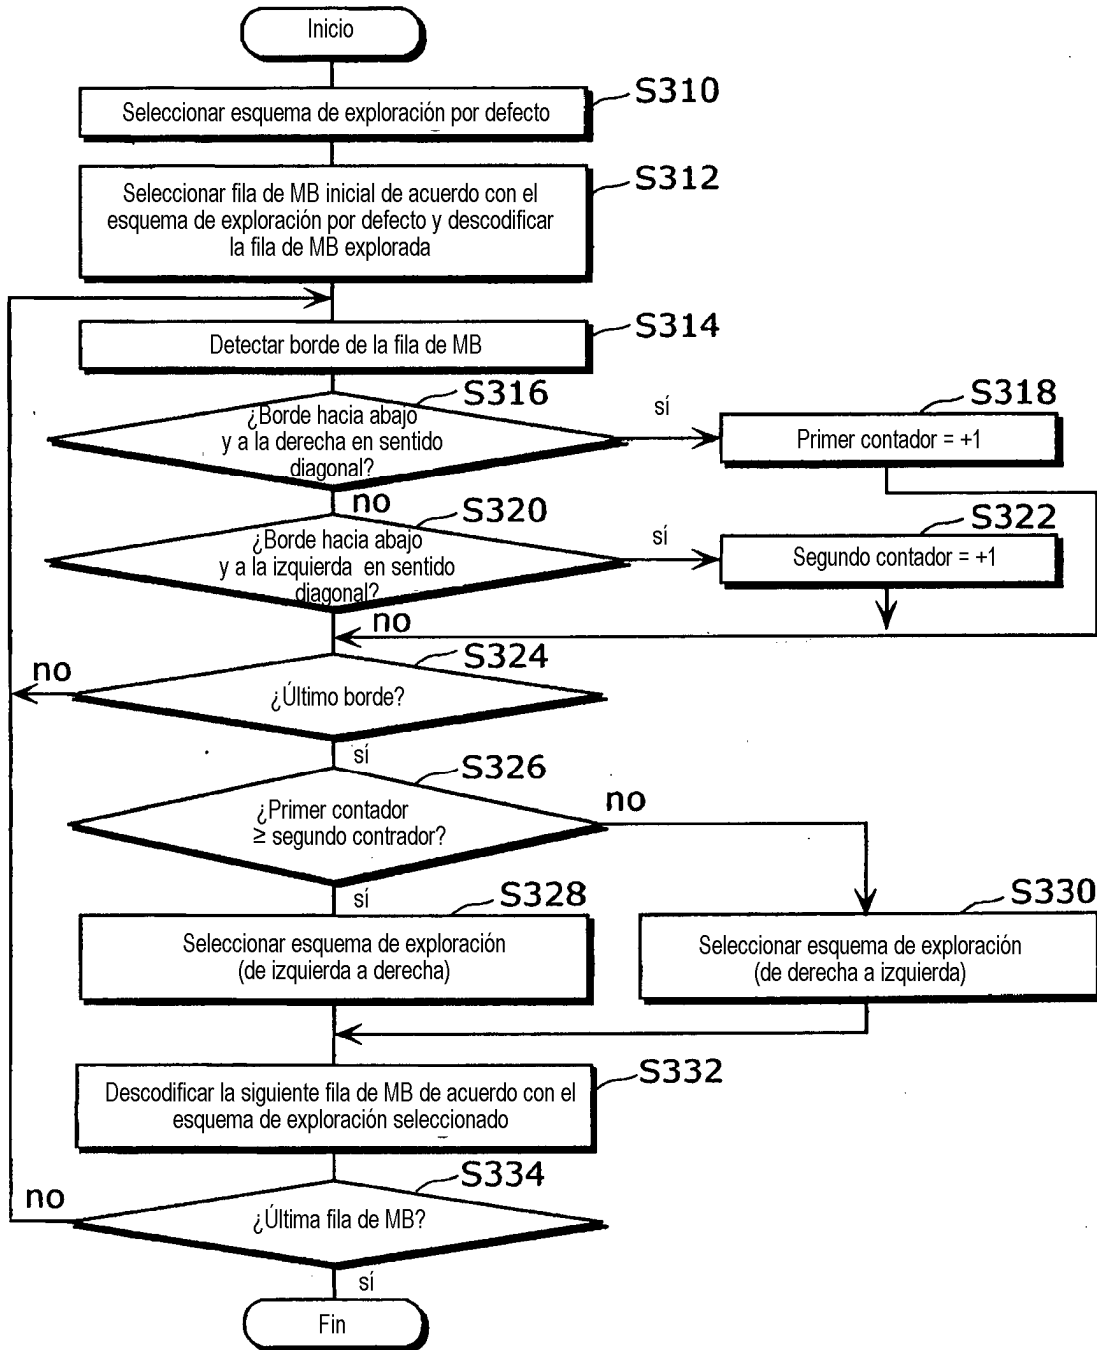 Inicio
S310
Seleccionar esquema de exploración por defecto
S312
Seleccionar fila de MB inicial de acuerdo con el
esquema de exploración por defecto y descodificar
la fila de MB explorada
S314
Detectar borde de la fila de MB
S316
¿Borde hacia abajo
y a la derecha en sentido
diagonal?
sí
S318
Primer contador = +1
no
S320
¿Borde hacia abajo
y a la izquierda en sentido
diagonal?
sí
S322
Segundo contador = +1
no
S324
¿Último borde?
no
sí
S326
¿Primer contador
≥ segundo contrador?
no
sí
S328
Seleccionar esquema de exploración
(de izquierda a derecha)
S330
Seleccionar esquema de exploración
(de derecha a izquierda)
S332
Descodificar la siguiente fila de MB de acuerdo con el
esquema de exploración seleccionado
S334
¿Última fila de MB?
no
sí
Fin